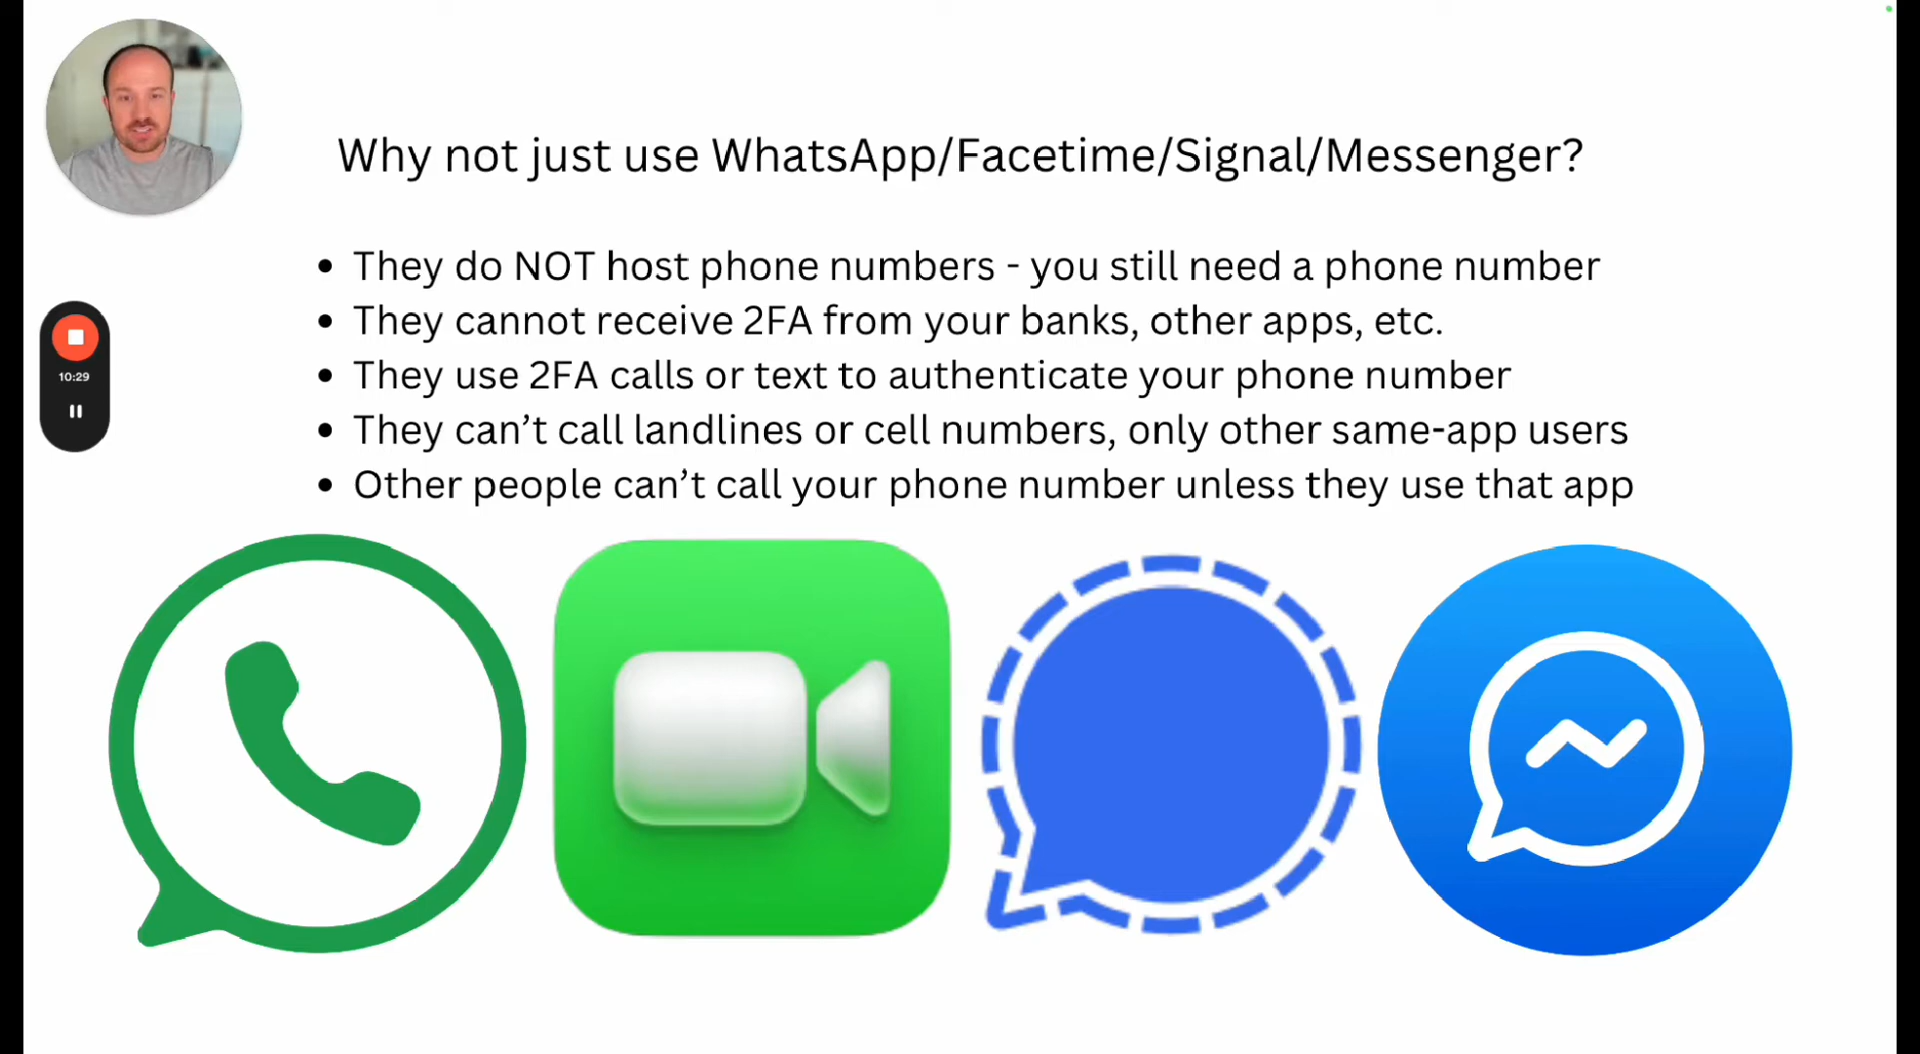 Why not just use WhatsApp/Facetime/Signal/Messenger?
• They do NOT host phone numbers - you still need a phone number
• They cannot receive 2FA from your banks, other apps, etc.
• They use 2FA calls or text to authenticate your phone number
• They can’t call landlines or cell numbers, only other same-app users
• Other people can’t call your phone number unless they use that app
10:29